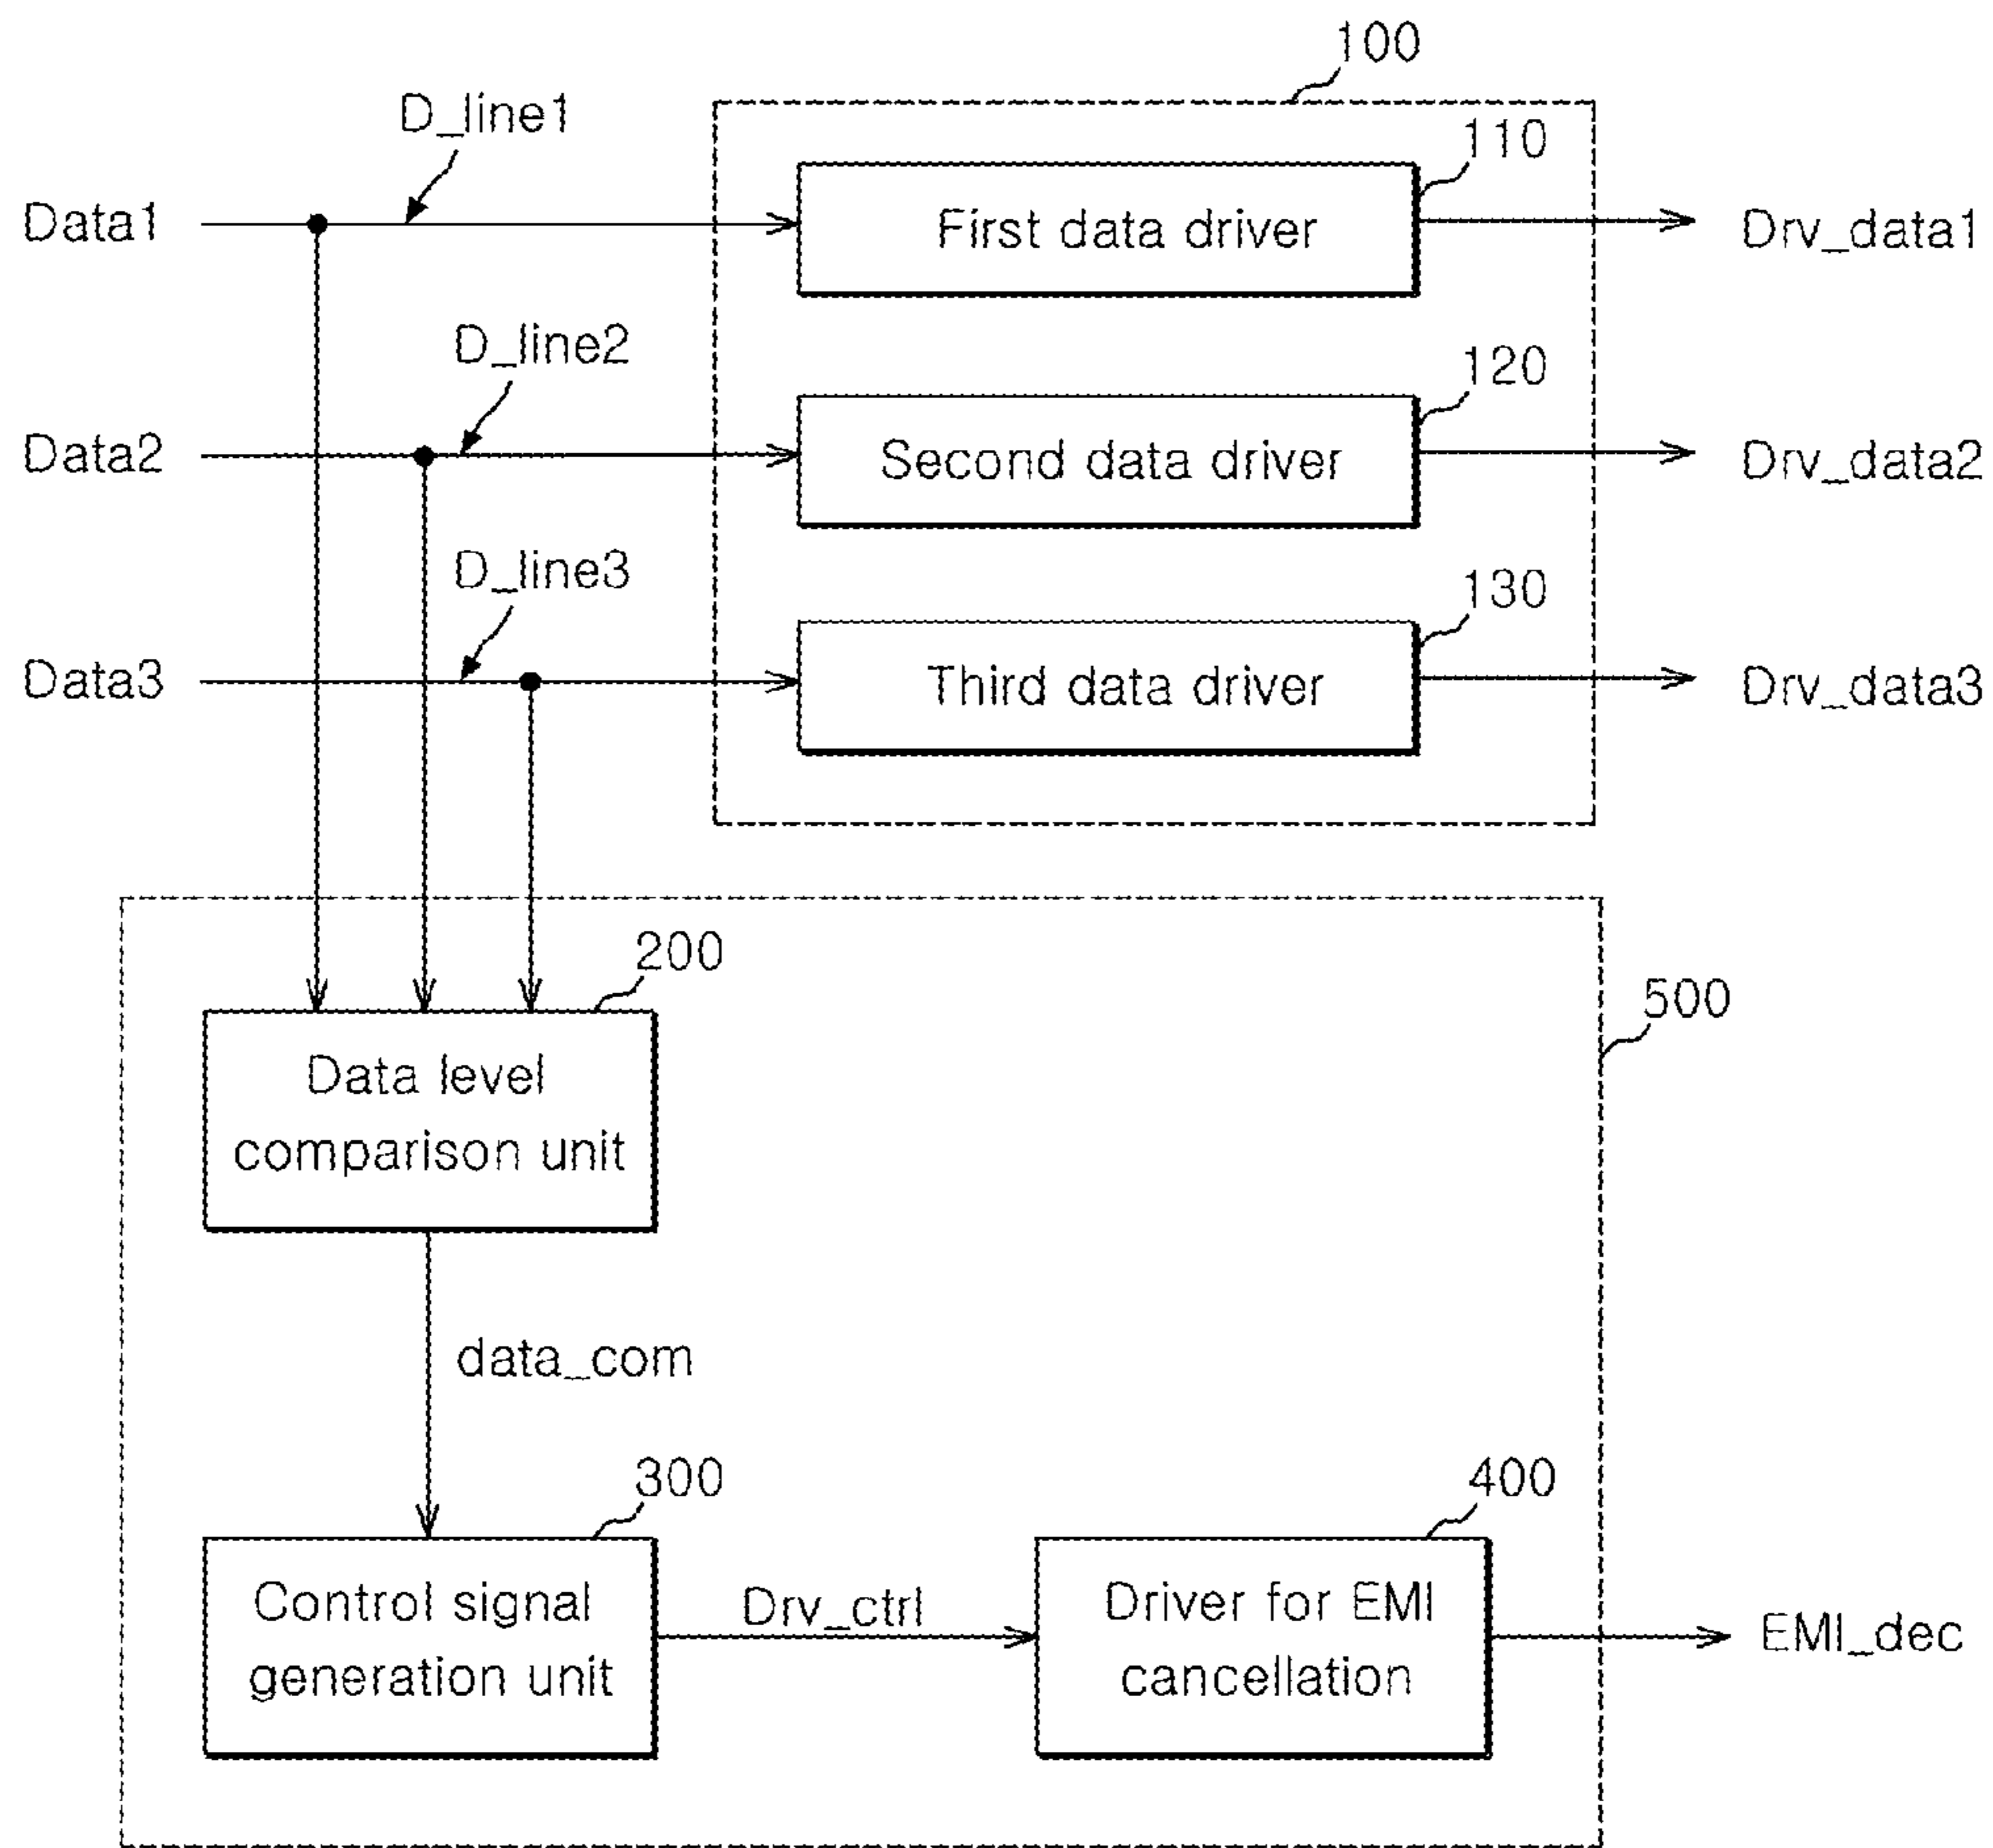 100
D_line1
110
Data1
First data driver
Drv_data1
D_line2
120
Data2
Second data driver
Drv_data2
D_line3
130
Data3
Third data driver
Drv_data3
200
500
Data level
comparison unit
data_com
300
400
Control signal
generation unit
Drv_ctrl
Driver for EMI
cancellation
EMI_dec